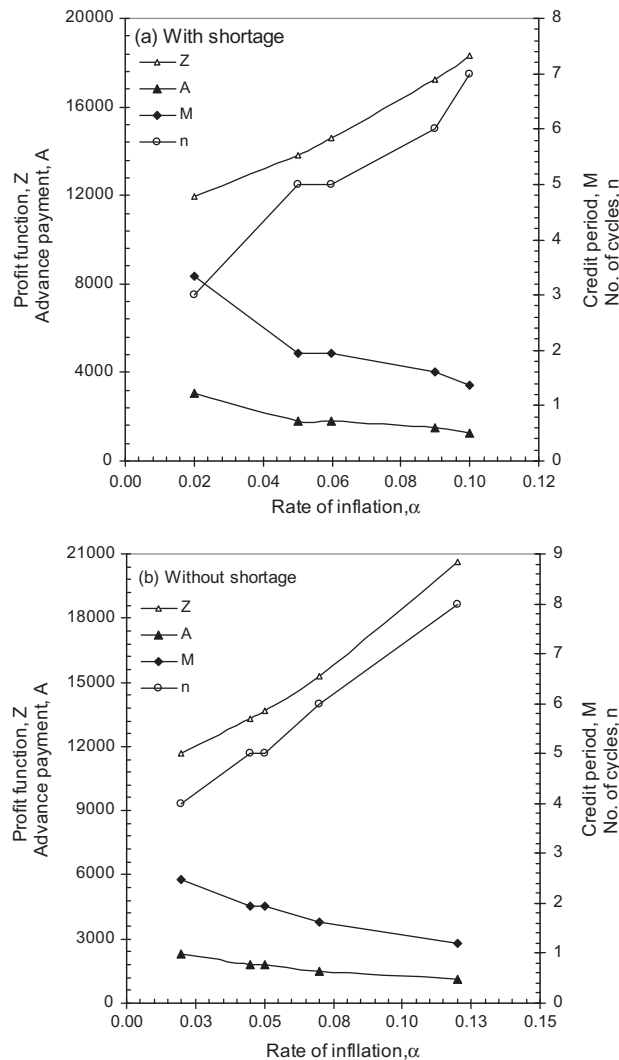 (a) With shortage
Z
A
M
n
20000
16000
12000
8000
4000
0
Profit function, Z
Advance payment, A
8
7
6
5
4
3
2
1
0
Credit period, M
No. of cycles, n
0.00
0.02
0.04
0.06
0.08
0.10
0.12
Rate of inflation,α
(b) Without shortage
Z
A
M
n
21000
18000
15000
12000
9000
6000
3000
0
Profit function, Z
Advance payment, A
9
8
7
6
5
4
3
2
1
0
Credit period, M
No. of cycles, n
0.00
0.03
0.05
0.08
0.10
0.13
0.15
Rate of infllation,α